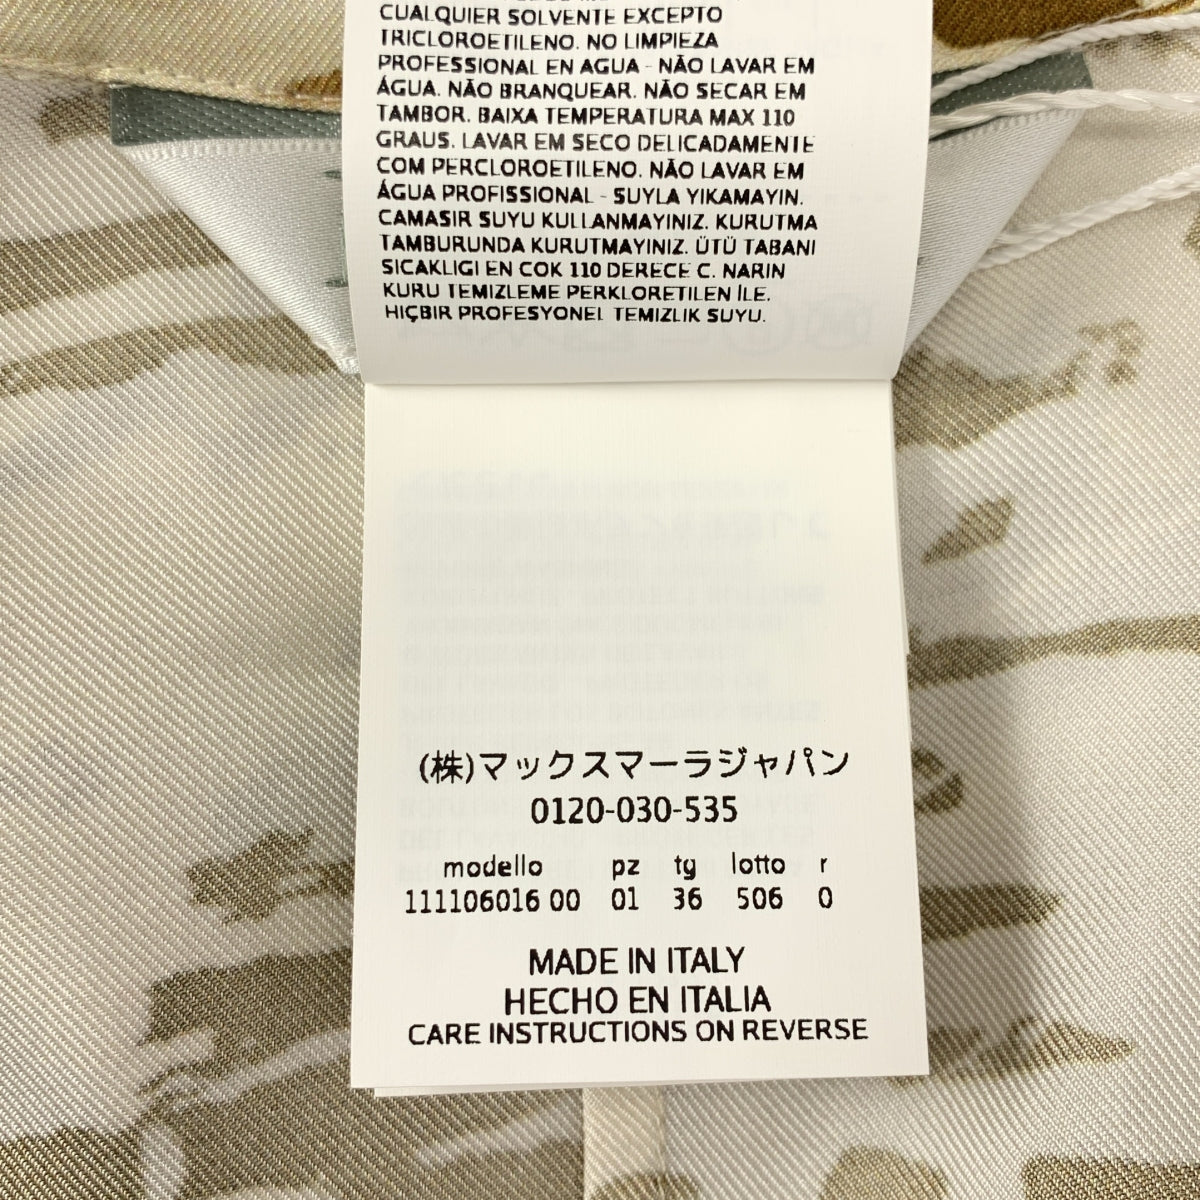 CUALQUIER SOLVENTE EXCEPTO
TRICLOROETILENO. NO LIMPIEZA
PROFESSIONAL EN AGUA - NÃO LAVAR EM
ÁGUA. NÃO BRANQUEAR. NÃO SECAR EM
TAMBOR. BAIXA TEMPERATURA MAX 110
GRAUS. LAVAR EM SECO DELICADAMENTE
COM PERCLOROETILENO. NÃO LAVAR EM
ÁGUA PROFISSIONAL - SUYLA YIKAMAYIN.
CAMASIR SUYU KULLANMAYINIZ. KURUTMA
TAMBURUNDA KURUTMAYINIZ. ÜTÜ TABANI
SICAKLIGI EN COK 110 DERECE C. NARIN
KURU TEMIZLEME PERKLORETILEN İLE.
HIÇBIR PROFESYONEL TEMIZLIK SUYU.
(株)マックスマーラジャパン
0120-030-535
modello pz tg lotto r
111106016 00 01 36 506 0
MADE IN ITALY
HECHO EN ITALIA
CARE INSTRUCTIONS ON REVERSE